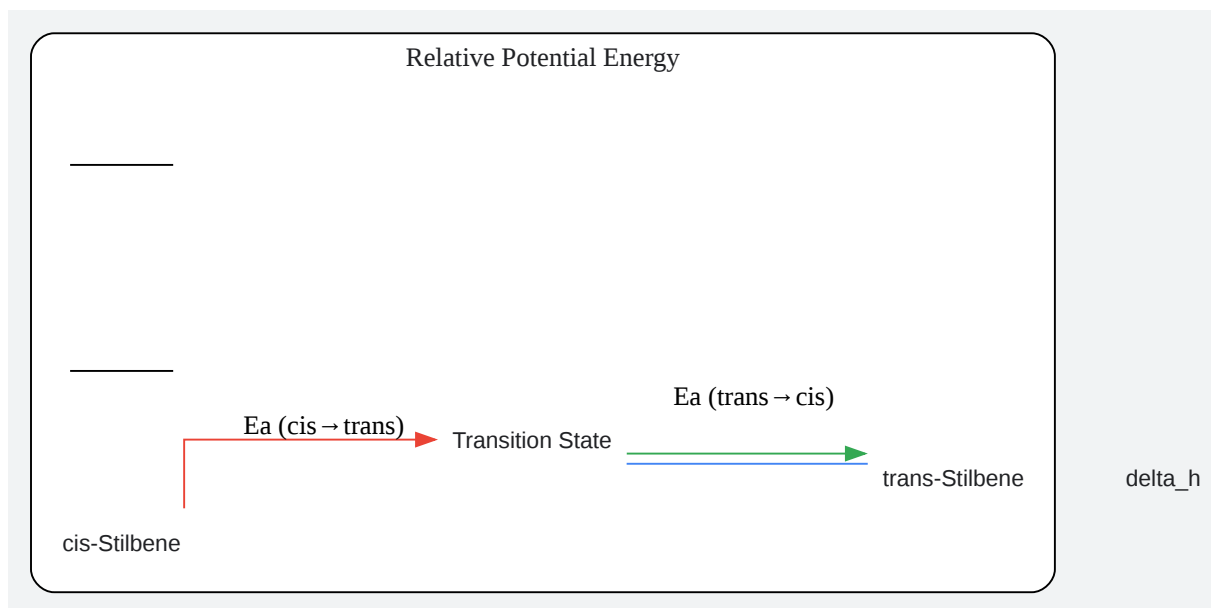 Relative Potential Energy
Ea (trans→cis)
Ea (cis→trans)
Transition State
trans-Stilbene
delta_h
cis-Stilbene